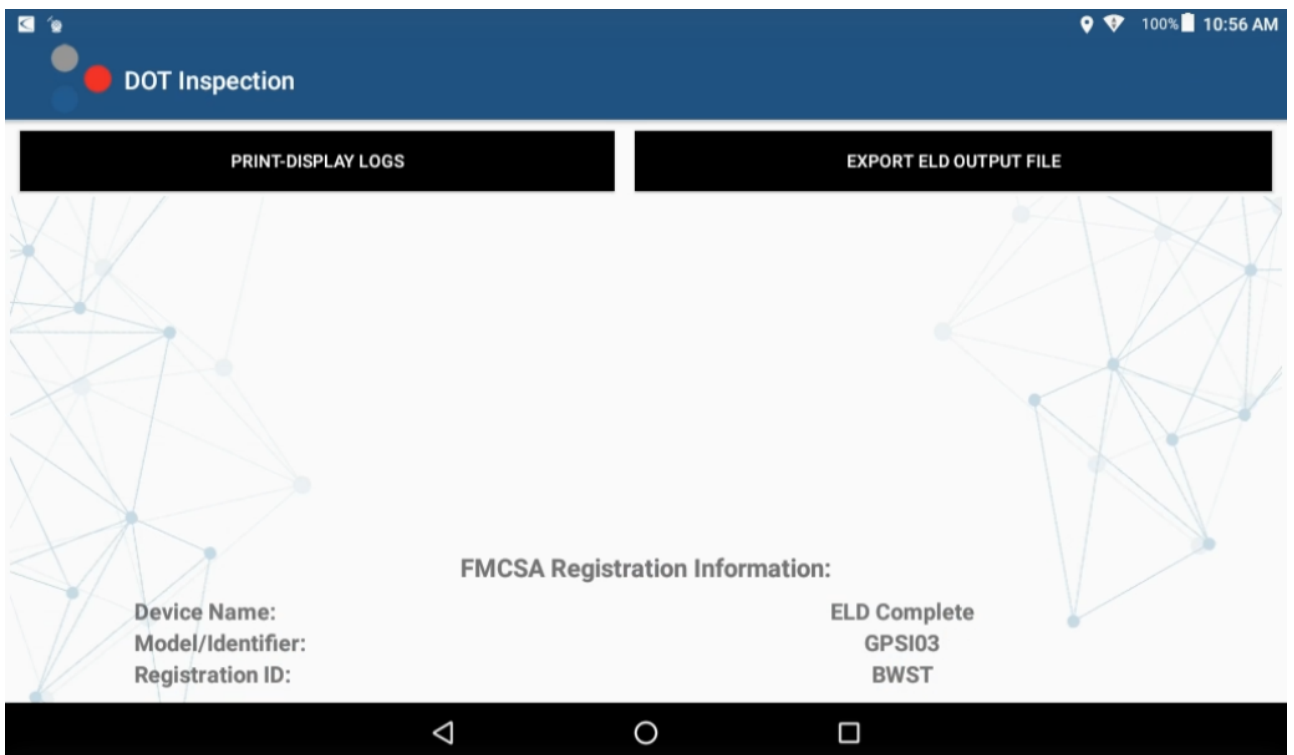 100% 10:56 AM
DOT Inspection
PRINT-DISPLAY LOGS
EXPORT ELD OUTPUT FILE
FMCSA Registration Information:
Device Name: ELD Complete
Model/Identifier: GPSI03
Registration ID: BWST